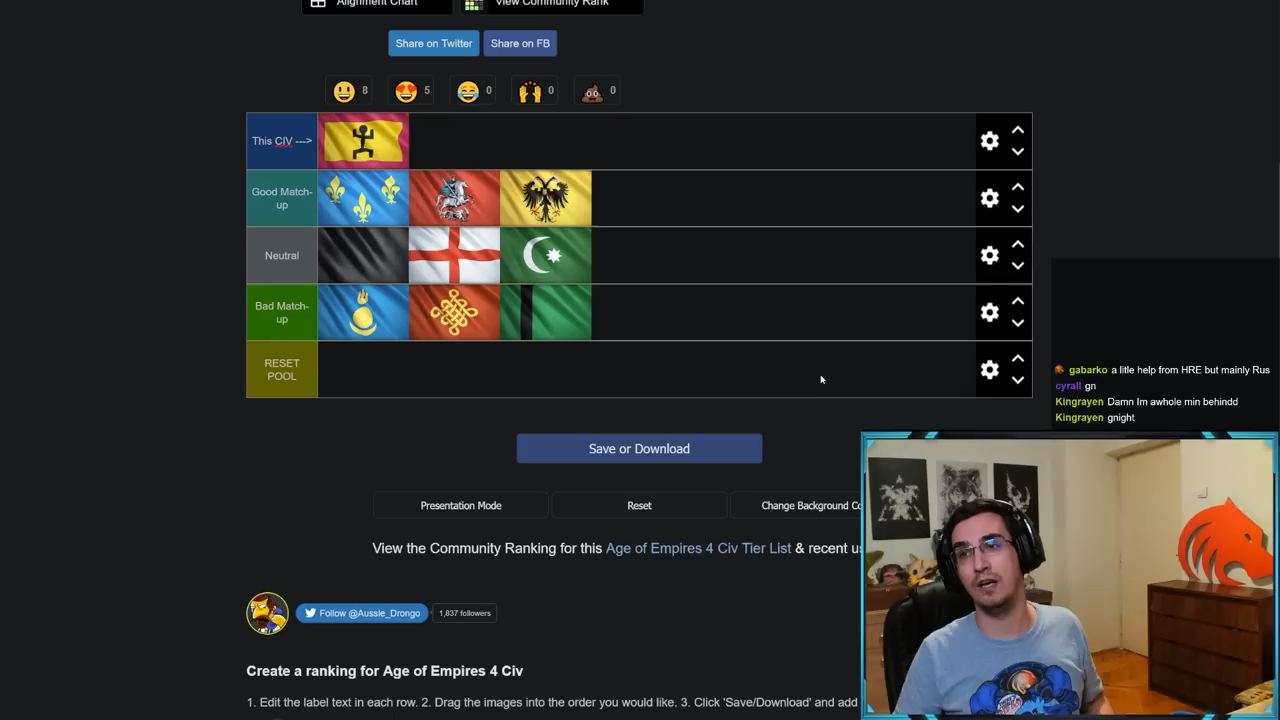 Alignment Chart
View Community Rank
Share on Twitter
Share on FB
8
5
0
0
0
This CIV --->
Good Match-
up
Neutral
Bad Match-
up
RESET
POOL
gabarko a litle help from HRE but mainly Rus
cyrall gn
Kingrayen Damn Im awhole min behindd
Kingrayen gnight
Save or Download
Presentation Mode
Reset
Change Background Co
View the Community Ranking for this Age of Empires 4 Civ Tier List & recent us
Follow @Aussie_Drongo
1,837 followers
Create a ranking for Age of Empires 4 Civ
1. Edit the label text in each row. 2. Drag the images into the order you would like. 3. Click 'Save/Download' and add